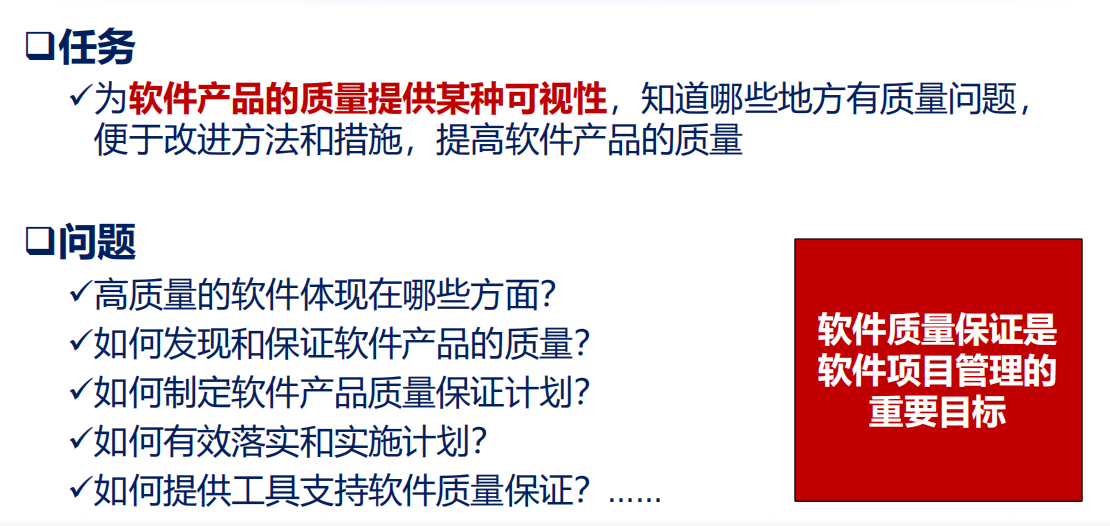 ❑任务
✓为软件产品的质量提供某种可视性，知道哪些地方有质量问题，
便于改进方法和措施，提高软件产品的质量
❑问题
✓高质量的软件体现在哪些方面？
✓如何发现和保证软件产品的质量？
✓如何制定软件产品质量保证计划？
✓如何有效落实和实施计划？
✓如何提供工具支持软件质量保证？……
软件质量保证是
软件项目管理的
重要目标